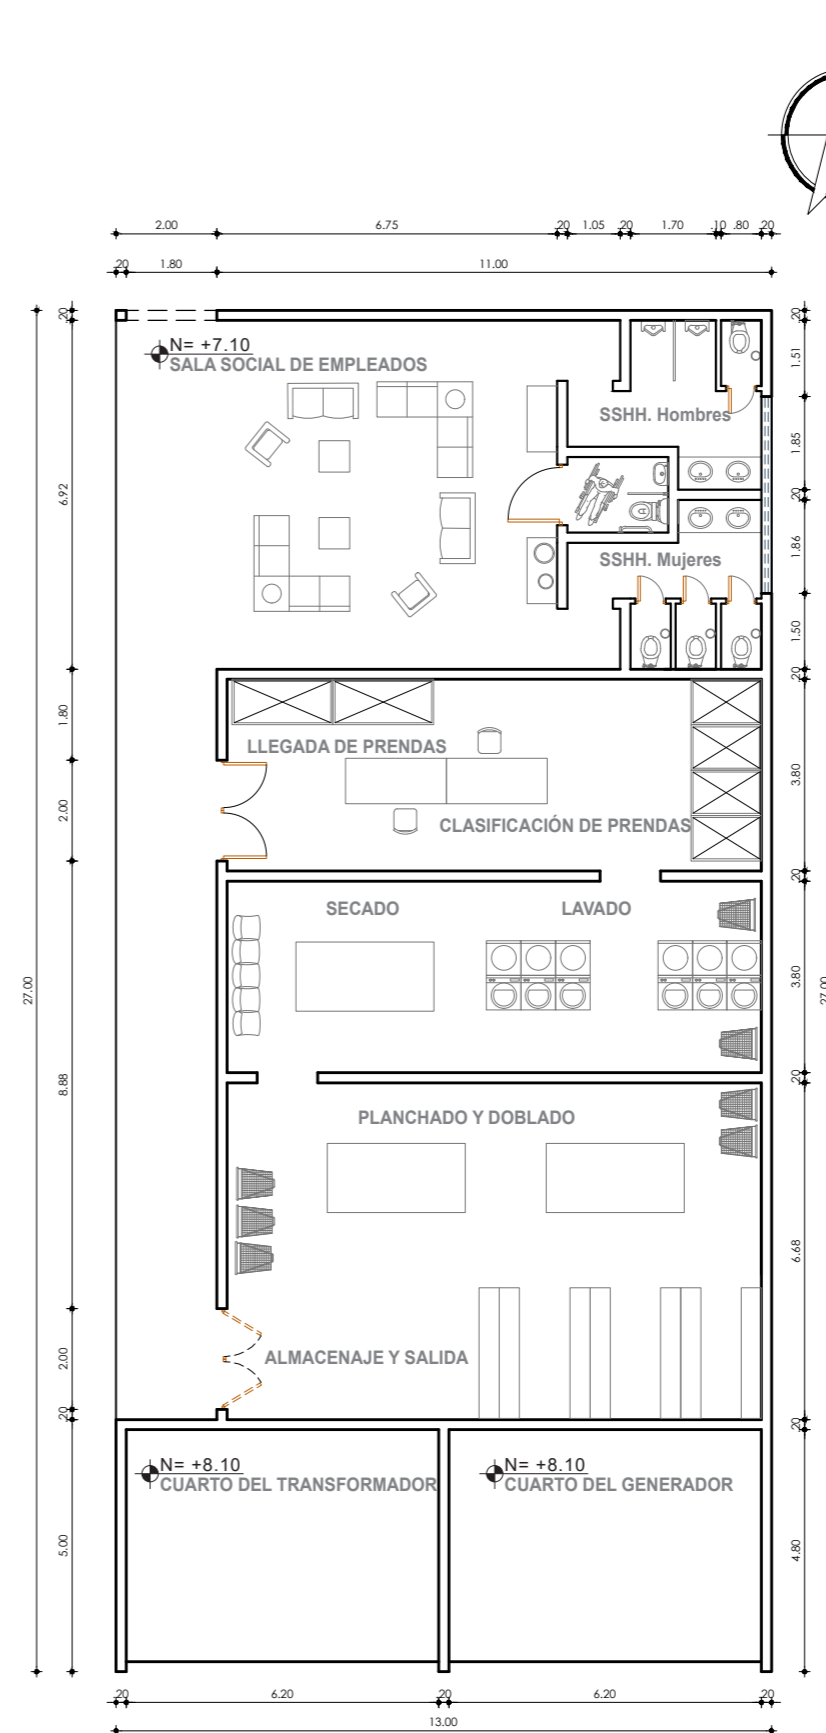 2.00 6.75 .20 1.05 .20 1.70 .10 .80 .20
.20 1.80 11.00
.20
6.92
1.80
2.00
8.88
2.00
.20
5.00
27.00
N= +7.10
SALA SOCIAL DE EMPLEADOS
SSHH. Hombres
SSHH. Mujeres
LLEGADA DE PRENDAS
CLASIFICACIÓN DE PRENDAS
SECADO LAVADO
PLANCHADO Y DOBLADO
ALMACENAJE Y SALIDA
N= +8.10
CUARTO DEL TRANSFORMADOR
N= +8.10
CUARTO DEL GENERADOR
.20
1.51
1.85
.20
1.86
1.50
.20
3.80
.20
3.80
.20
6.68
.20
4.80
27.00
.20 6.20 .20 6.20 .20
13.00